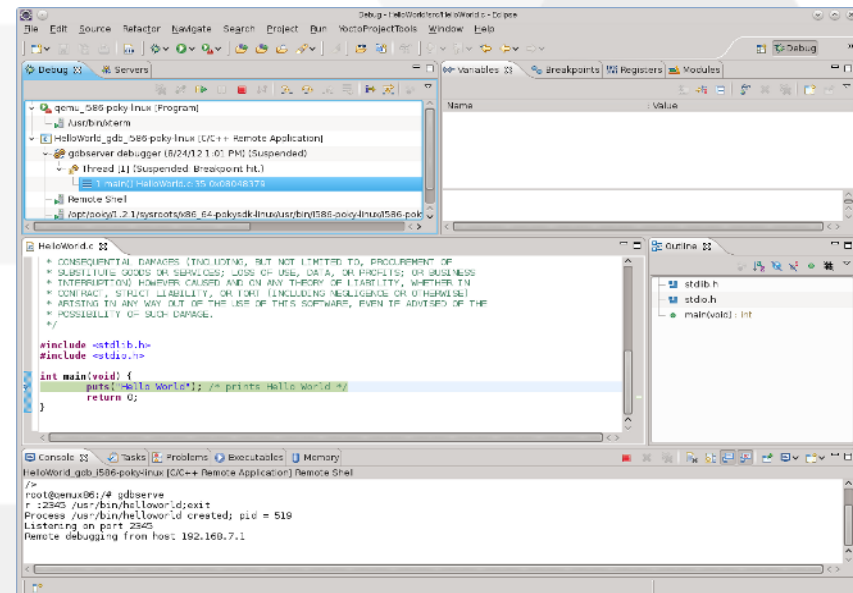 Debug - HelloWorld/src/HelloWorld.c - Eclipse
File Edit Source Refactor Navigate Search Project Run YoctoProjectTools Window Help
Debug
Debug Servers
Variables Breakpoints Registers Modules
Name Value
qemu_586-poky-linux [Program]
/usr/bin/xterm
HelloWorld_gdb_i586-poky-linux [C/C++ Remote Application]
gdbserver debugger (8/24/12 1:01 PM) (Suspended)
Thread [1] (Suspended: Breakpoint hit.)
1 main() HelloWorld.c:35 0x08048379
Remote Shell
/opt/poky/1.2.1/sysroots/x86_64-pokysdk-linux/usr/bin/i586-poky-linux/i586-pok
HelloWorld.c
* CONSEQUENTIAL DAMAGES (INCLUDING, BUT NOT LIMITED TO, PROCUREMENT OF
* SUBSTITUTE GOODS OR SERVICES; LOSS OF USE, DATA, OR PROFITS; OR BUSINESS
* INTERRUPTION) HOWEVER CAUSED AND ON ANY THEORY OF LIABILITY, WHETHER IN
* CONTRACT, STRICT LIABILITY, OR TORT (INCLUDING NEGLIGENCE OR OTHERWISE)
* ARISING IN ANY WAY OUT OF THE USE OF THIS SOFTWARE, EVEN IF ADVISED OF THE
* POSSIBILITY OF SUCH DAMAGE.
*/
#include <stdlib.h>
#include <stdio.h>
int main(void) {
puts("Hello World"); /* prints Hello World */
return 0;
}
Outline
stdlib.h
stdio.h
main(void) : int
Console Tasks Problems Executables Memory
HelloWorld_gdb_i586-poky-linux [C/C++ Remote Application] Remote Shell
/>
root@qemux86:/# gdbserve
r :2345 /usr/bin/helloworld;exit
Process /usr/bin/helloworld created; pid = 519
Listening on port 2345
Remote debugging from host 192.168.7.1